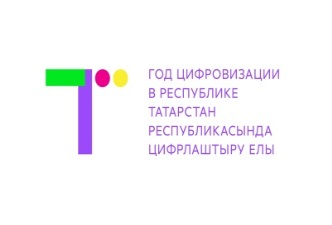 ГОД ЦИФРОВИЗАЦИИ
В РЕСПУБЛИКЕ
ТАТАРСТАН
РЕСПУБЛИКАСЫНДА
ЦИФРЛАШТЫРУ ЕЛЫ